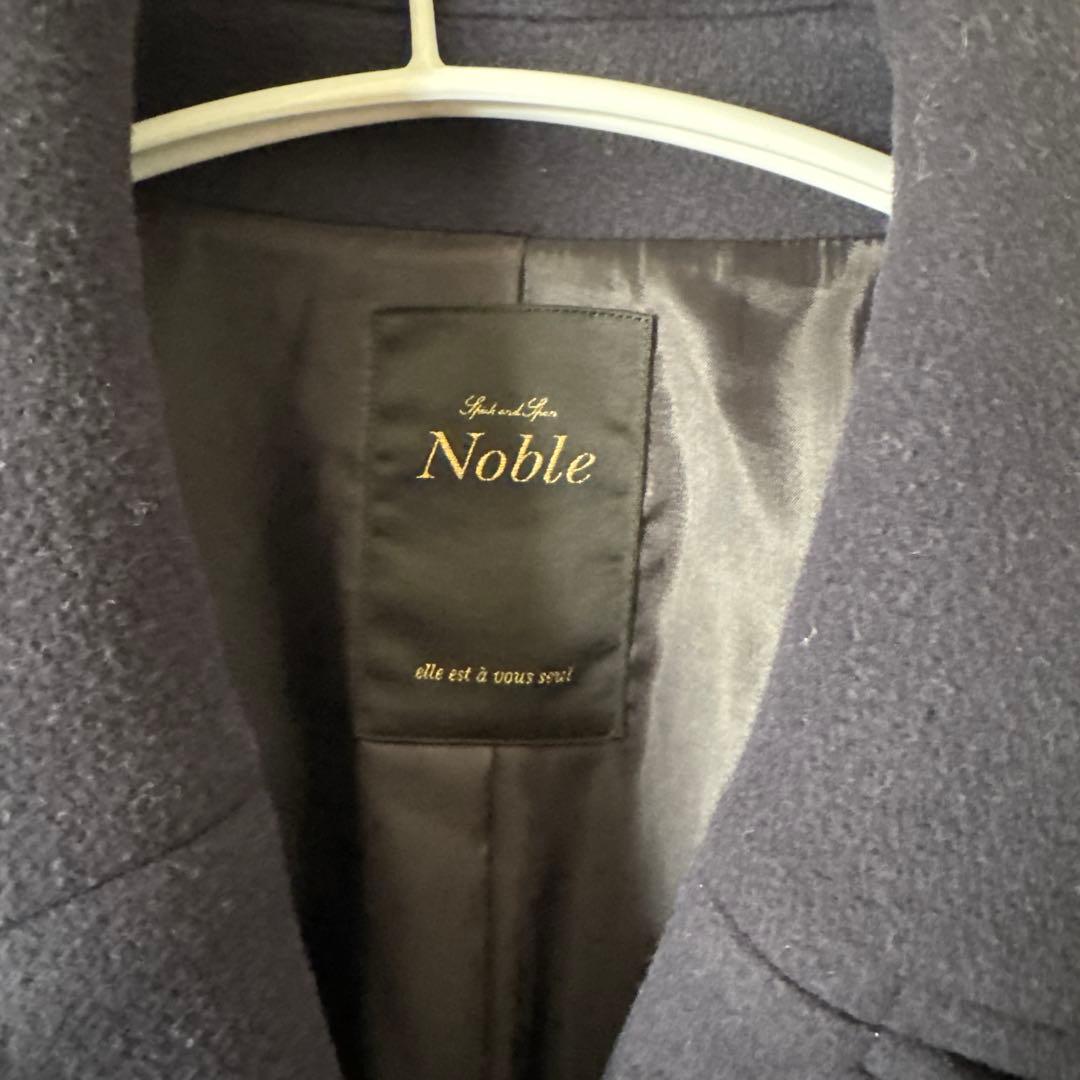 Spick and Span
Noble
elle est à vous seul